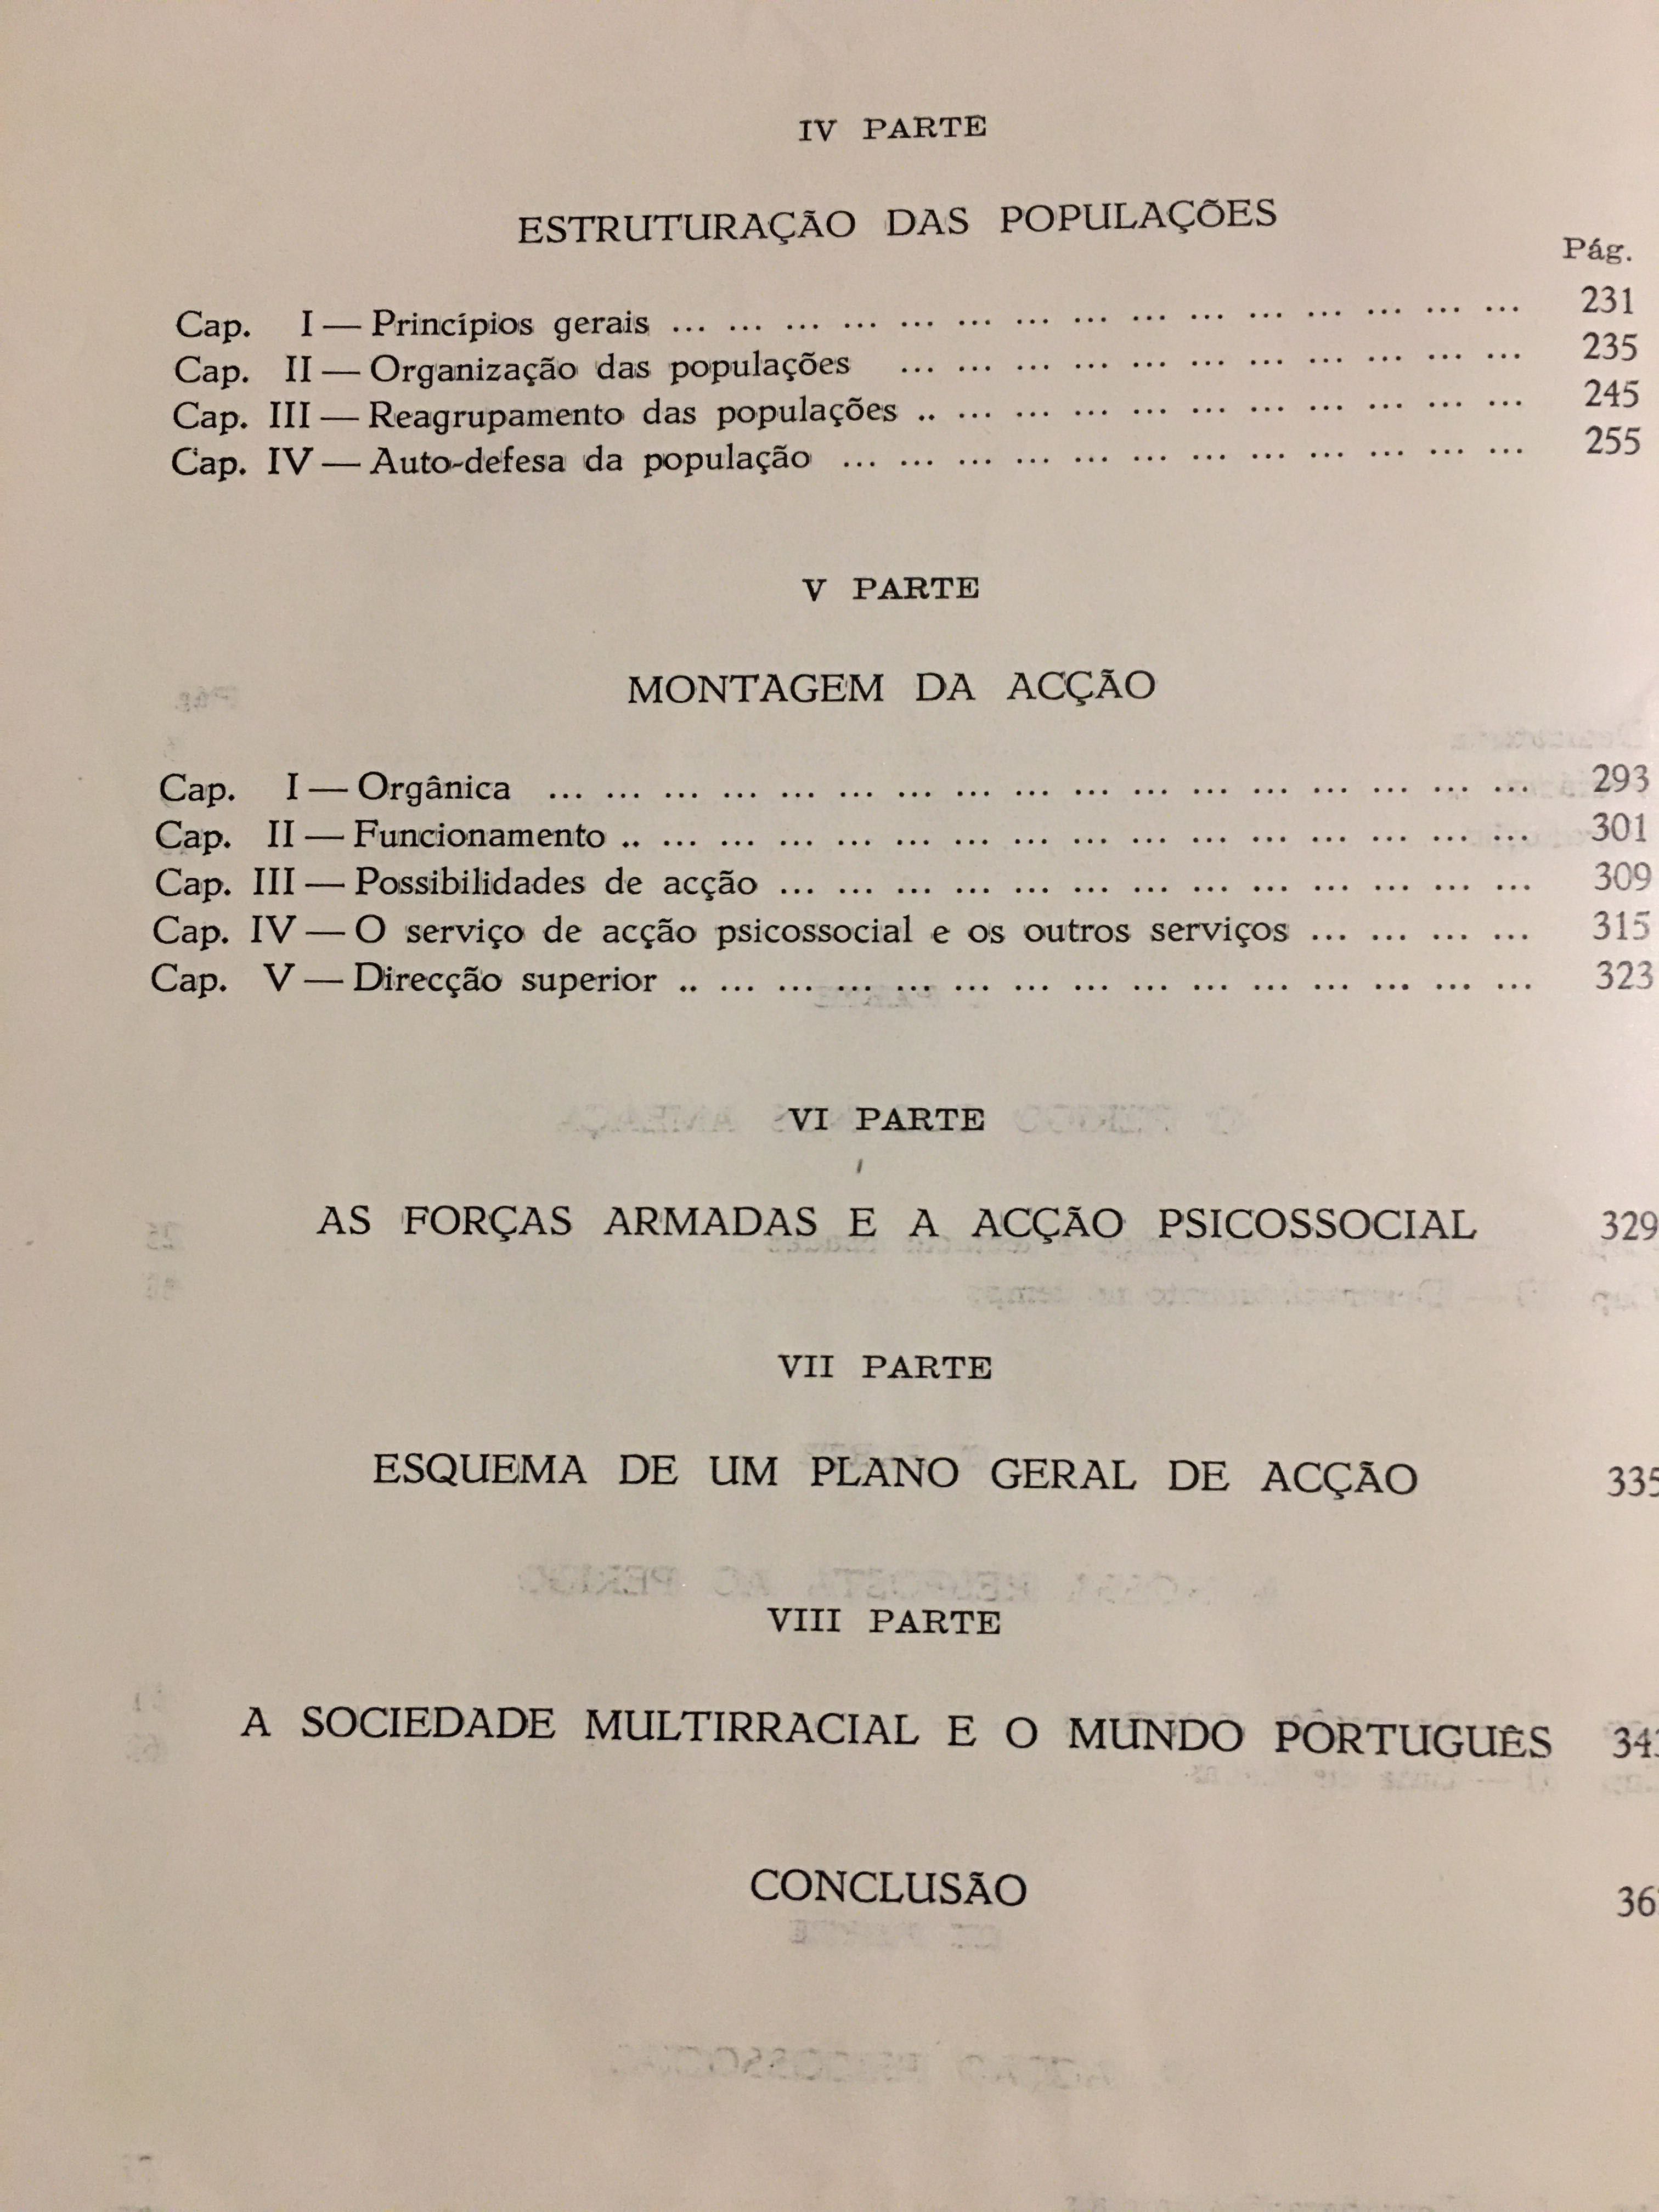 IV PARTE
ESTRUTURAÇÃO DAS POPULAÇÕES
Pág.
Cap. I — Princípios gerais ... ... ... ... ... ... ... ... ... ... ... ... ... ... ... 231
Cap. II — Organização das populações ... ... ... ... ... ... ... ... ... ... ... 235
Cap. III — Reagrupamento das populações .. ... ... ... ... ... ... ... ... ... ... 245
Cap. IV — Auto-defesa da população ... ... ... ... ... ... ... ... ... ... ... ... 255
V PARTE
MONTAGEM DA ACÇÃO
Cap. I — Orgânica ... ... ... ... ... ... ... ... ... ... ... ... ... ... ... ... ... 293
Cap. II — Funcionamento .. ... ... ... ... ... ... ... ... ... ... ... ... ... ... ... 301
Cap. III — Possibilidades de acção ... ... ... ... ... ... ... ... ... ... ... ... ... 309
Cap. IV — O serviço de acção psicossocial e os outros serviços ... ... ... ... 315
Cap. V — Direcção superior .. ... ... ... ... ... ... ... ... ... ... ... ... ... ... ... 323
VI PARTE
AS FORÇAS ARMADAS E A ACÇÃO PSICOSSOCIAL 329
VII PARTE
ESQUEMA DE UM PLANO GERAL DE ACÇÃO 335
VIII PARTE
A SOCIEDADE MULTIRRACIAL E O MUNDO PORTUGUÊS
CONCLUSÃO